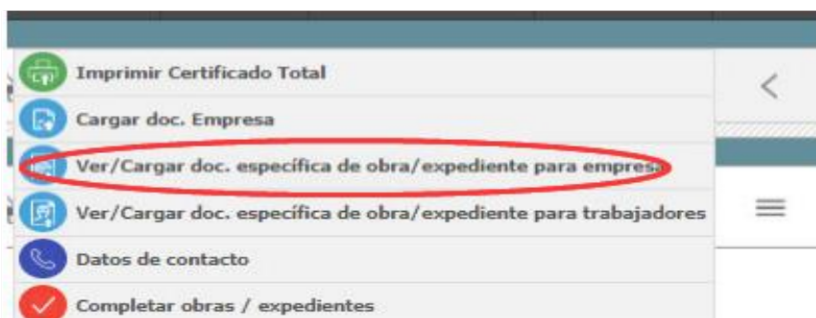 Imprimir Certificado Total
Cargar doc. Empresa
Ver/Cargar doc. específica de obra/expediente para empresa
Ver/Cargar doc. específica de obra/expediente para trabajadores
Datos de contacto
Completar obras / expedientes